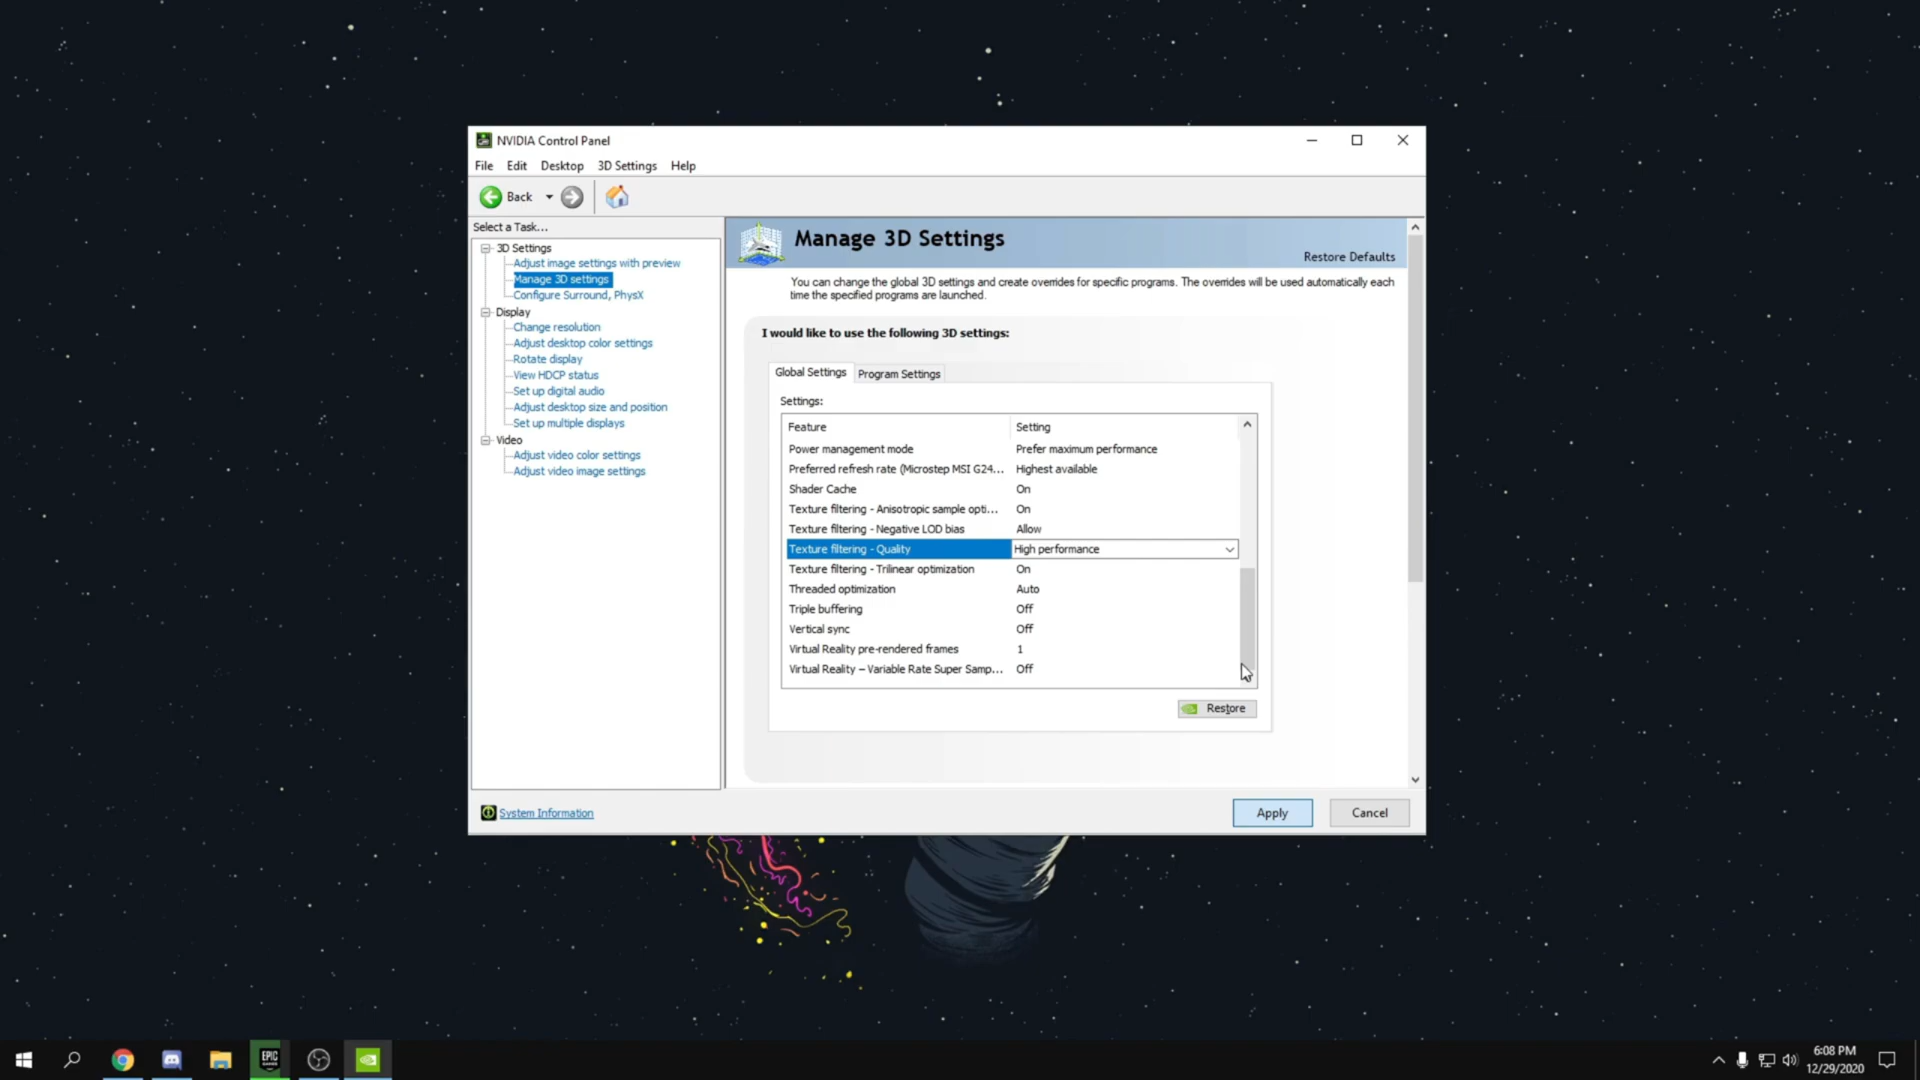 NVIDIA Control Panel
File Edit Desktop 3D Settings Help
Back
Select a Task...
3D Settings
Adjust image settings with preview
Manage 3D settings
Configure Surround, PhysX
Display
Change resolution
Adjust desktop color settings
Rotate display
View HDCP status
Set up digital audio
Adjust desktop size and position
Set up multiple displays
Video
Adjust video color settings
Adjust video image settings
System Information
Manage 3D Settings
Restore Defaults
You can change the global 3D settings and create overrides for specific programs. The overrides will be used automatically each
time the specified programs are launched.
I would like to use the following 3D settings:
Global Settings Program Settings
Settings:
Feature Setting
Power management mode Prefer maximum performance
Preferred refresh rate (Microstep MSI G24... Highest available
Shader Cache On
Texture filtering - Anisotropic sample opti... On
Texture filtering - Negative LOD bias Allow
Texture filtering - Quality High performance
Texture filtering - Trilinear optimization On
Threaded optimization Auto
Triple buffering Off
Vertical sync Off
Virtual Reality pre-rendered frames 1
Virtual Reality – Variable Rate Super Samp... Off
Restore
Apply Cancel
EPIC
GAMES
6:08 PM
12/29/2020